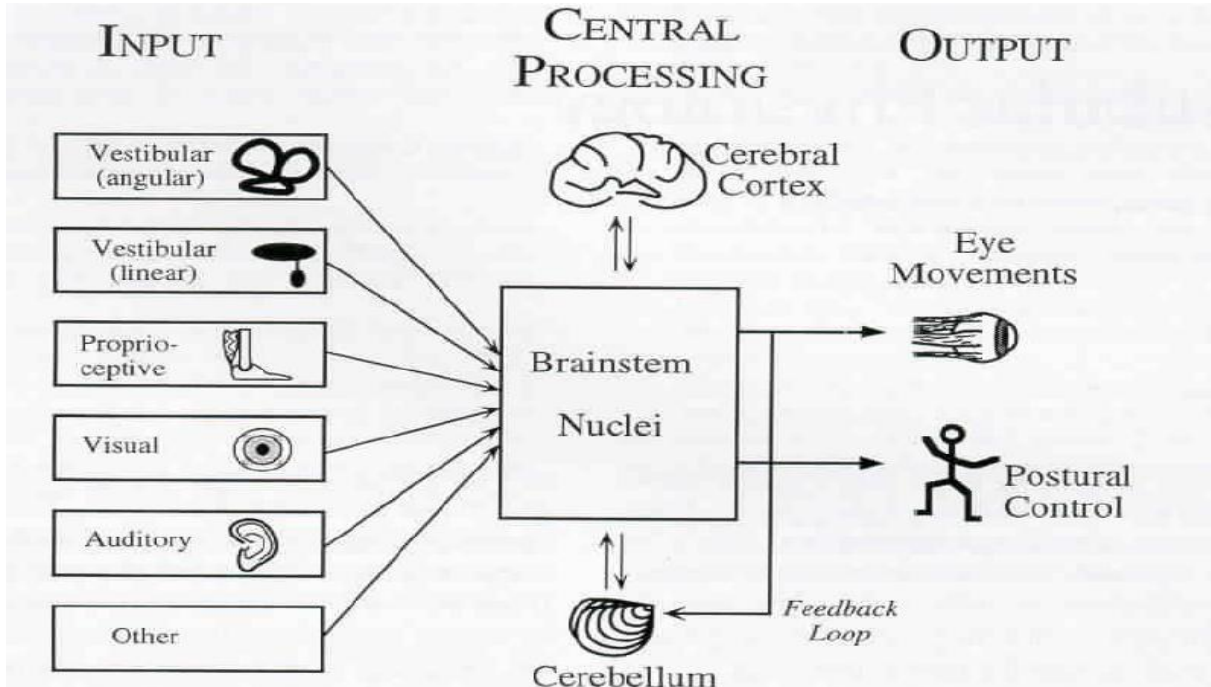 INPUT
CENTRAL
PROCESSING
OUTPUT
Vestibular
(angular)
Vestibular
(linear)
Proprio-
ceptive
Visual
Auditory
Other
Cerebral
Cortex
Brainstem
Nuclei
Cerebellum
Eye
Movements
Postural
Control
Feedback
Loop